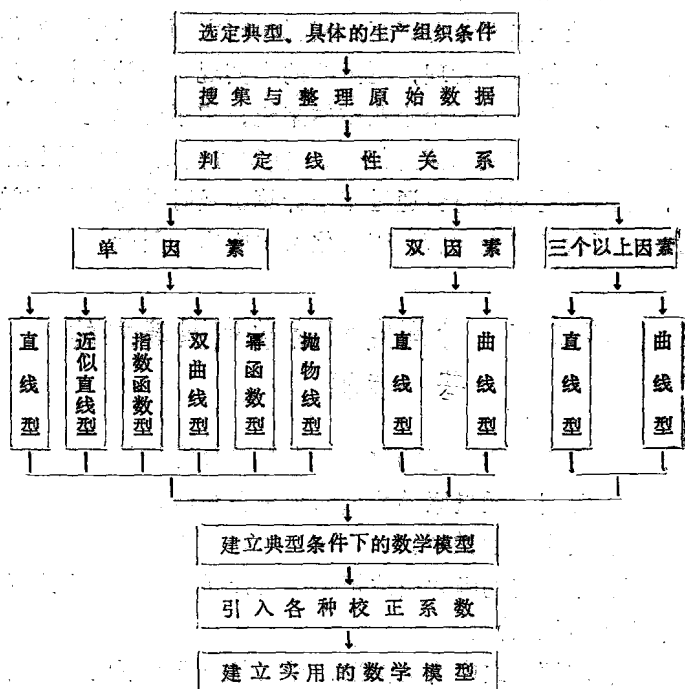 选定典型、具体的生产组织条件
搜集与整理原始数据
判定线性关系
单因素
双因素
三个以上因素
直线型
近似直线型
指数函数型
双曲线型
幂函数型
抛物线型
直线型
曲线型
直线型
曲线型
建立典型条件下的数学模型
引入各种校正系数
建立实用的数学模型